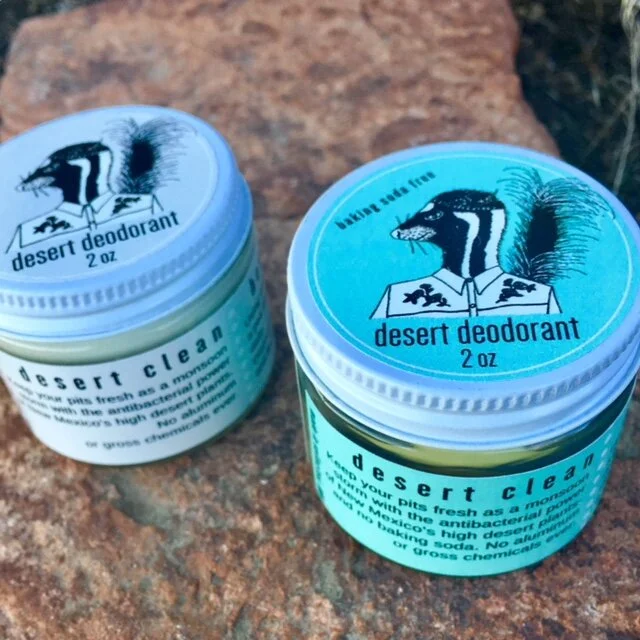 desert deodorant
2 oz
desert clean
keep your pits fresh as a monsoon
storm with the antibacterial power
Mexico's high desert plants
No aluminum
or gross chemicals ever
baking soda free
desert deodorant
2 oz
desert clean
Keep your pits fresh as a monsoon
storm with the antibacterial power
of New Mexico's high desert plants
no baking soda. No aluminum
or gross chemicals ever